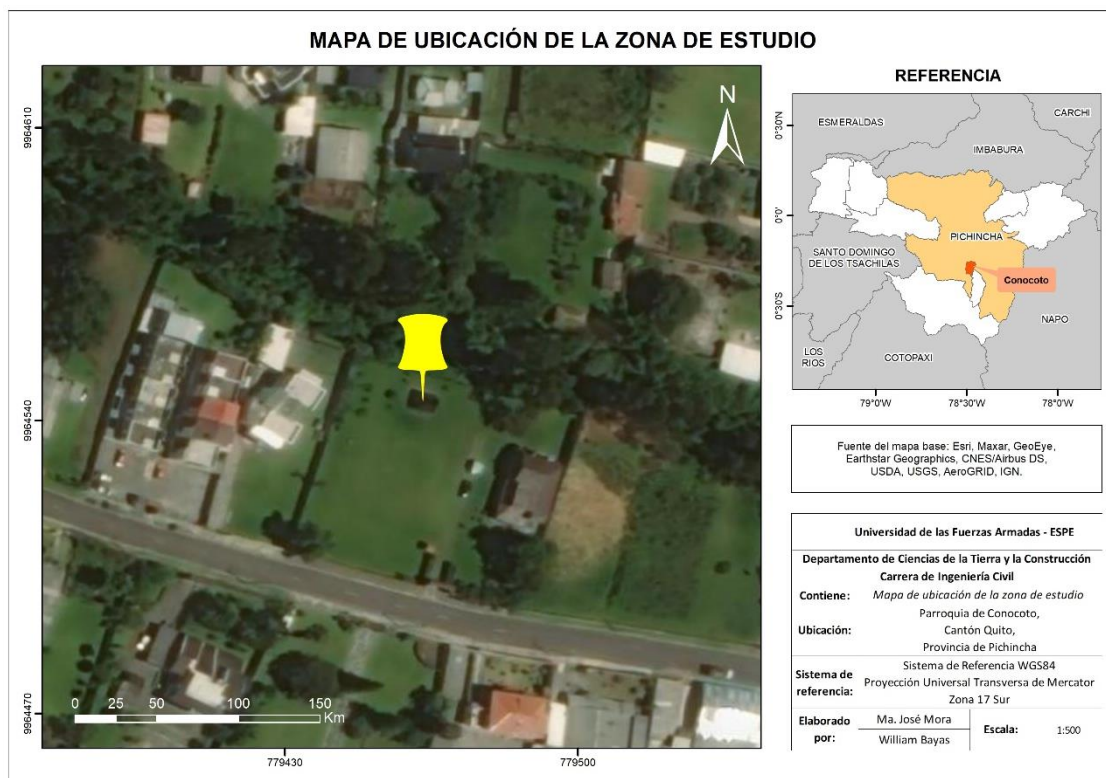 MAPA DE UBICACIÓN DE LA ZONA DE ESTUDIO
9964610
9964540
9964470
779430
779500
N
0 25 50 100 150
Km
REFERENCIA
0°30'N
0°0'
0°30'S
79°0'W
78°30'W
78°0'W
ESMERALDAS
CARCHI
IMBABURA
PICHINCHA
SANTO DOMINGO
DE LOS TSACHILAS
Conocoto
NAPO
LOS
RIOS
COTOPAXI
Fuente del mapa base: Esri, Maxar, GeoEye,
Earthstar Geographics, CNES/Airbus DS,
USDA, USGS, AeroGRID, IGN.
Universidad de las Fuerzas Armadas - ESPE
Departamento de Ciencias de la Tierra y la Construcción
Carrera de Ingeniería Civil
Contiene: Mapa de ubicación de la zona de estudio
Ubicación: Parroquia de Conocoto,
Cantón Quito,
Provincia de Pichincha
Sistema de referencia: Sistema de Referencia WGS84
Proyección Universal Transversa de Mercator
Zona 17 Sur
Elaborado por: Ma. José Mora
William Bayas
Escala: 1:500